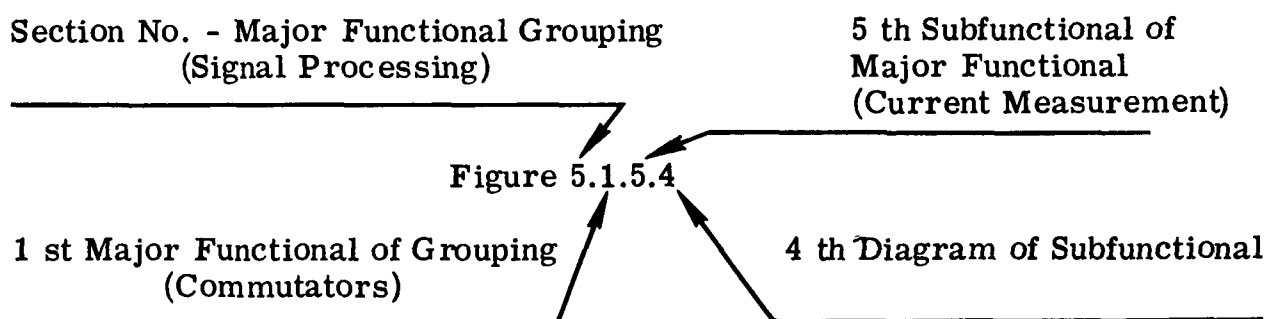 Section No. - Major Functional Grouping
(Signal Processing)
5 th Subfunctional of
Major Functional
(Current Measurement)
Figure 5.1.5.4
1 st Major Functional of Grouping
(Commutators)
4 th Diagram of Subfunctional